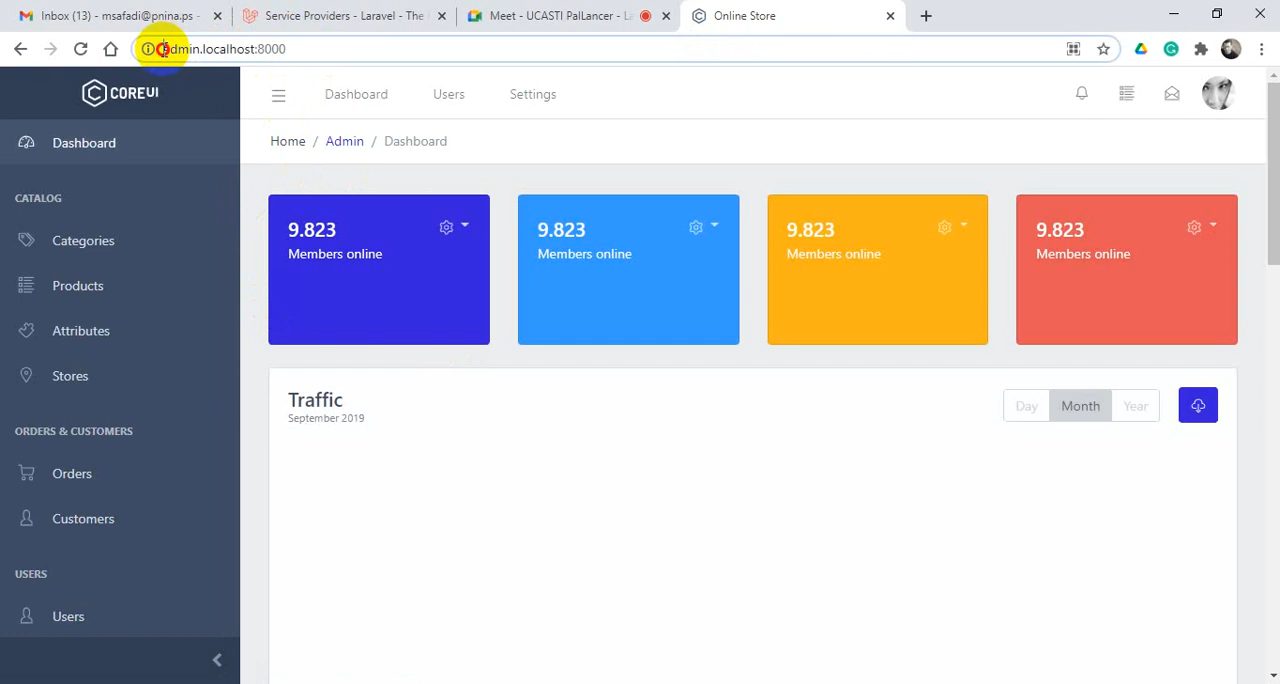 Inbox (13) - msafadi@pnina.ps -
Service Providers - Laravel - The
Meet - UCASTI PalLancer - La
Online Store
admin.localhost:8000
COREUI
Dashboard Users Settings
Home / Admin / Dashboard
Dashboard
CATALOG
Categories
Products
Attributes
Stores
ORDERS & CUSTOMERS
Orders
Customers
USERS
Users
9.823
Members online
9.823
Members online
9.823
Members online
9.823
Members online
Traffic
September 2019
Day Month Year